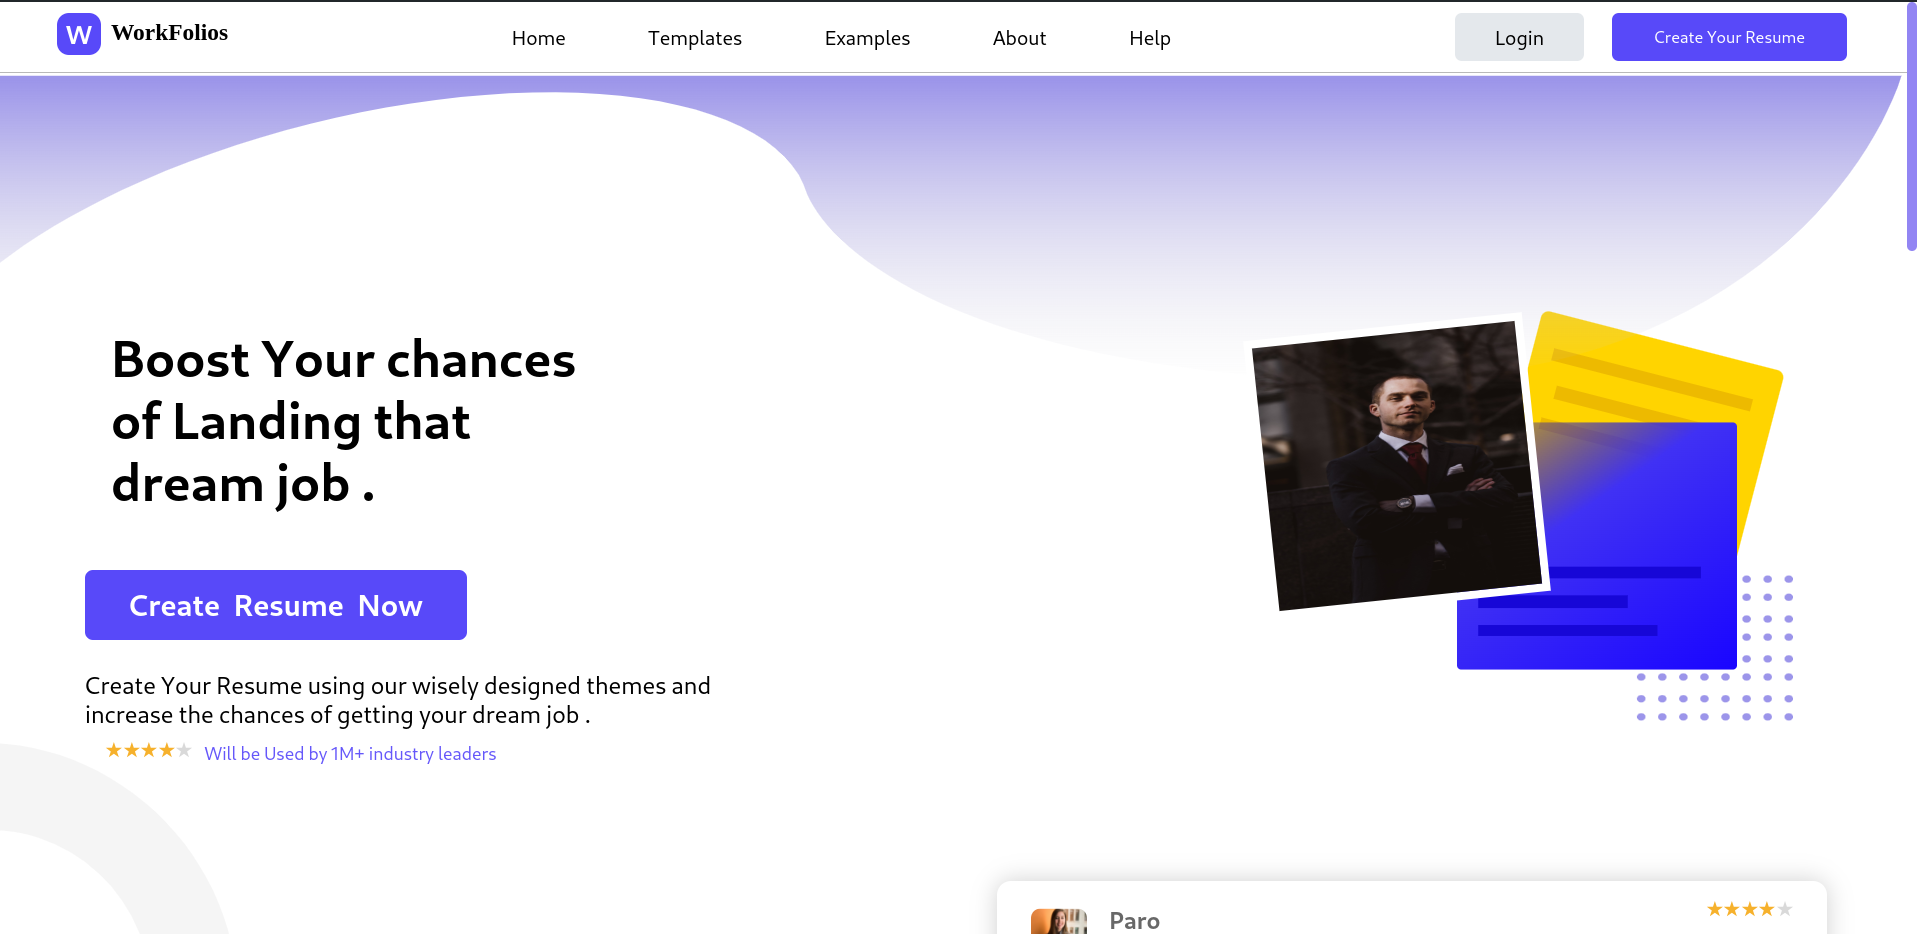 W WorkFolios Home Templates Examples About Help Login Create Your Resume
Boost Your chances
of Landing that
dream job .
Create Resume Now
Create Your Resume using our wisely designed themes and
increase the chances of getting your dream job .
Will be Used by 1M+ industry leaders
Paro